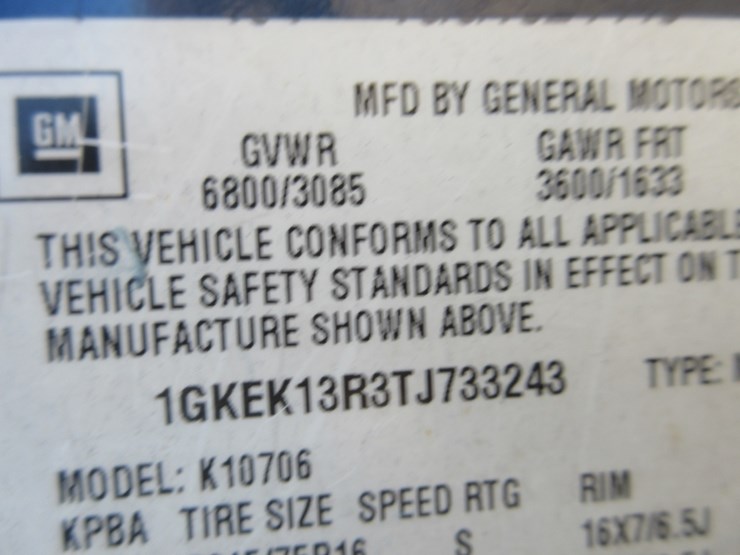 MFD BY GENERAL MOTORS
GM
GVWR GAWR FRT
6800/3085 3600/1633
THIS VEHICLE CONFORMS TO ALL APPLICABLE
VEHICLE SAFETY STANDARDS IN EFFECT ON T
MANUFACTURE SHOWN ABOVE.
1GKEK13R3TJ733243 TYPE:
MODEL: K10706
KPBA TIRE SIZE SPEED RTG RIM
S 16X7/6.5J